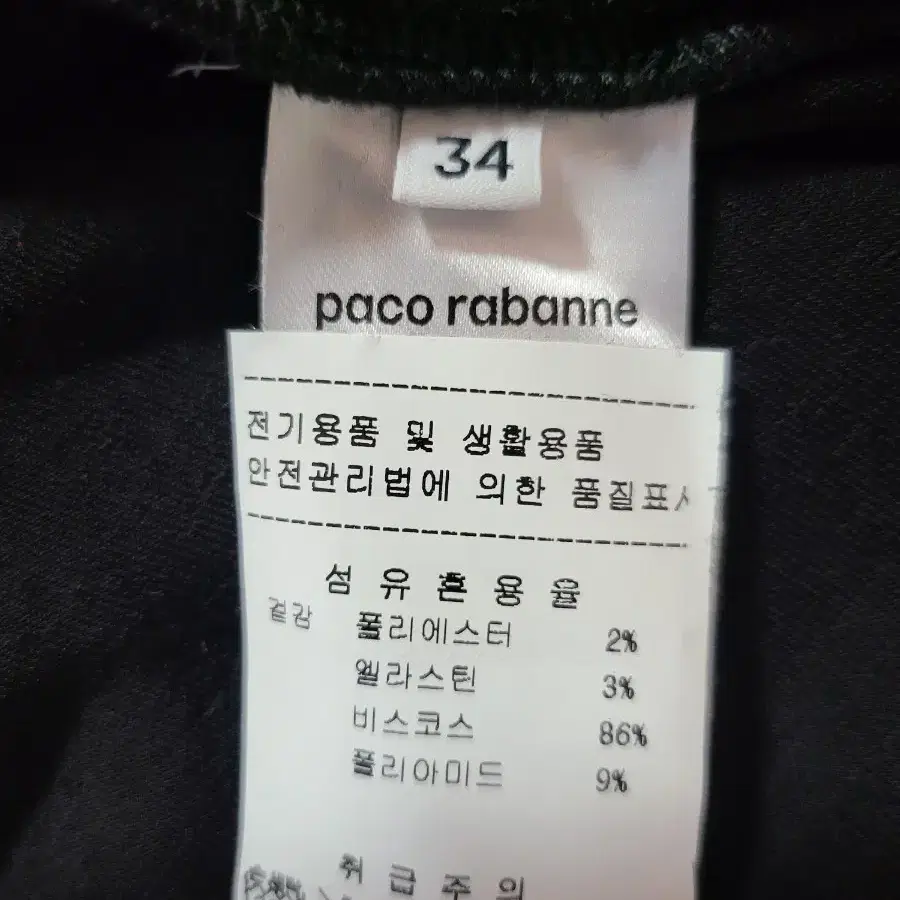 34
paco rabanne
전기용품 및 생활용품
안전관리법에 의한 품질표시
섬 유 혼 용 율
겉감 폴리에스터 2%
엘라스틴 3%
비스코스 86%
폴리아미드 9%
취 급 주 의